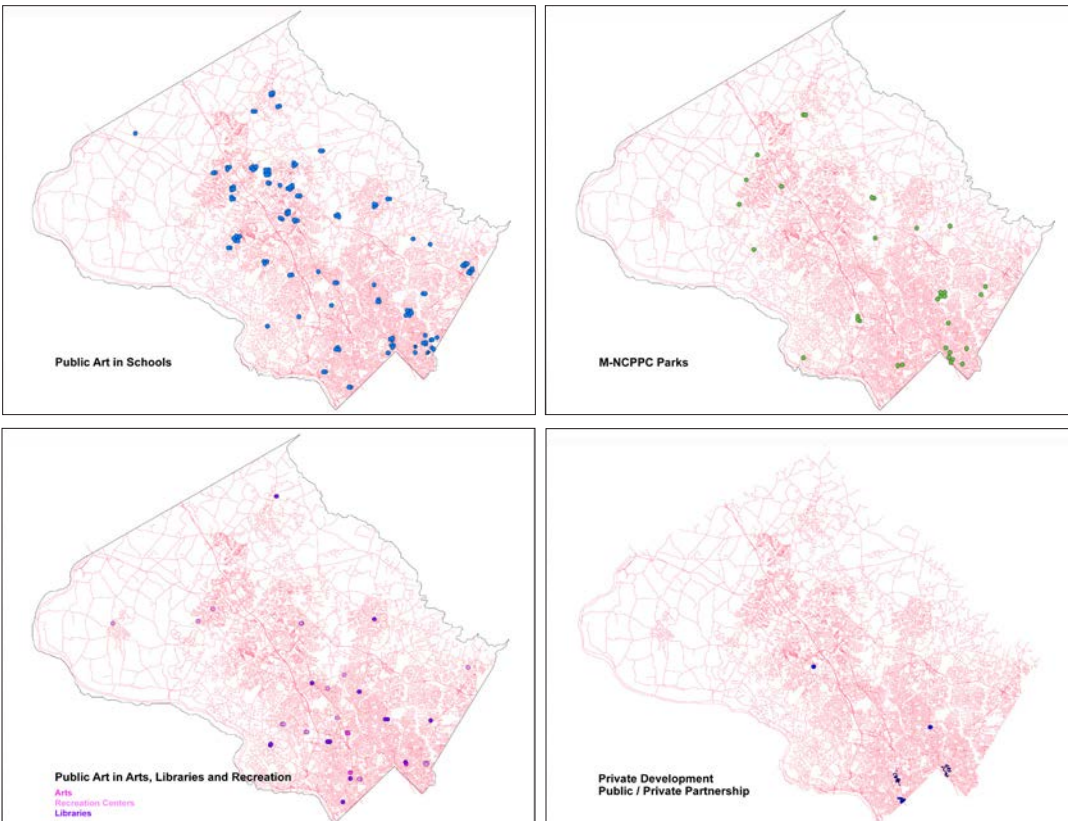 Public Art in Schools
M-NCPPC Parks
Public Art in Arts, Libraries and Recreation
Arts
Recreation Centers
Libraries
Private Development
Public / Private Partnership